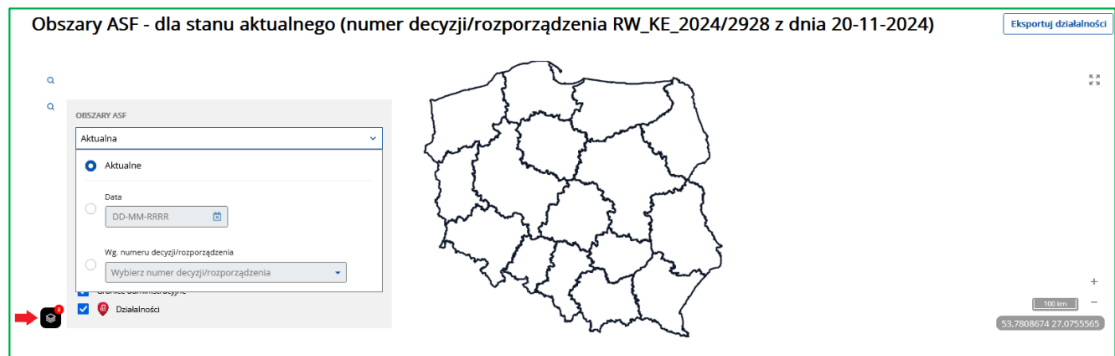 Obszary ASF - dla stanu aktualnego (numer decyzji/rozporządzenia RW_KE_2024/2928 z dnia 20-11-2024)
Eksportuj działalności
OBSZARY ASF
Aktualna
Aktualne
Data
DD-MM-RRRR
Wg. numeru decyzji/rozporządzenia
Wybierz numer decyzji/rozporządzenia
Granice administracyjne
Działalności
100 km
53,7808674 27,0755565